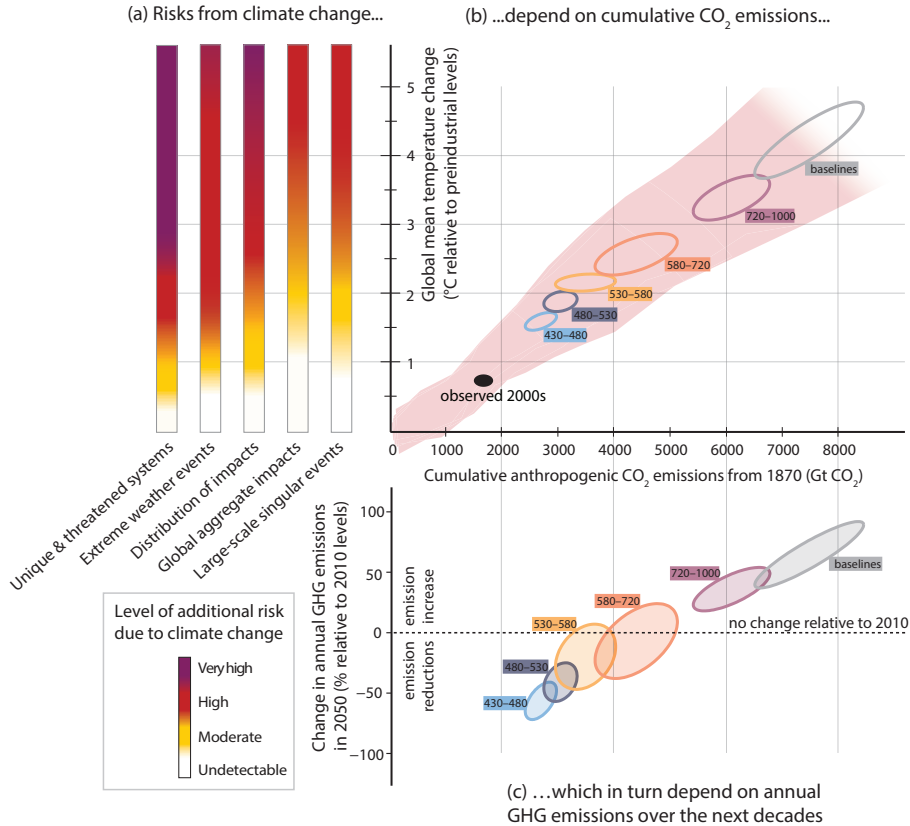 (a) Risks from climate change...
(b) ...depend on cumulative CO₂ emissions...
Global mean temperature change
(°C relative to preindustrial levels)
5
4
3
2
1
baselines
720–1000
580–720
530–580
480–530
430–480
observed 2000s
0
1000
2000
3000
4000
5000
6000
7000
8000
Cumulative anthropogenic CO₂ emissions from 1870 (Gt CO₂)
Unique & threatened systems
Extreme weather events
Distribution of impacts
Global aggregate impacts
Large-scale singular events
Level of additional risk
due to climate change
Very high
High
Moderate
Undetectable
Change in annual GHG emissions
in 2050 (% relative to 2010 levels)
emission
reductions
emission
increase
100
50
0
−50
−100
baselines
720–1000
580–720
no change relative to 2010
530–580
480–530
430–480
(c) …which in turn depend on annual
GHG emissions over the next decades